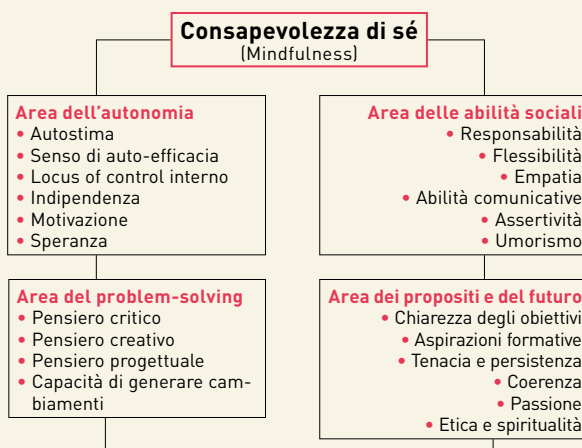 Consapevolezza di sé
(Mindfulness)
Area dell'autonomia
• Autostima
• Senso di auto-efficacia
• Locus of control interno
• Indipendenza
• Motivazione
• Speranza
Area delle abilità sociali
• Responsabilità
• Flessibilità
• Empatia
• Abilità comunicative
• Assertività
• Umorismo
Area del problem-solving
• Pensiero critico
• Pensiero creativo
• Pensiero progettuale
• Capacità di generare cam-
biamenti
Area dei propositi e del futuro
• Chiarezza degli obiettivi
• Aspirazioni formative
• Tenacia e persistenza
• Coerenza
• Passione
• Etica e spiritualità